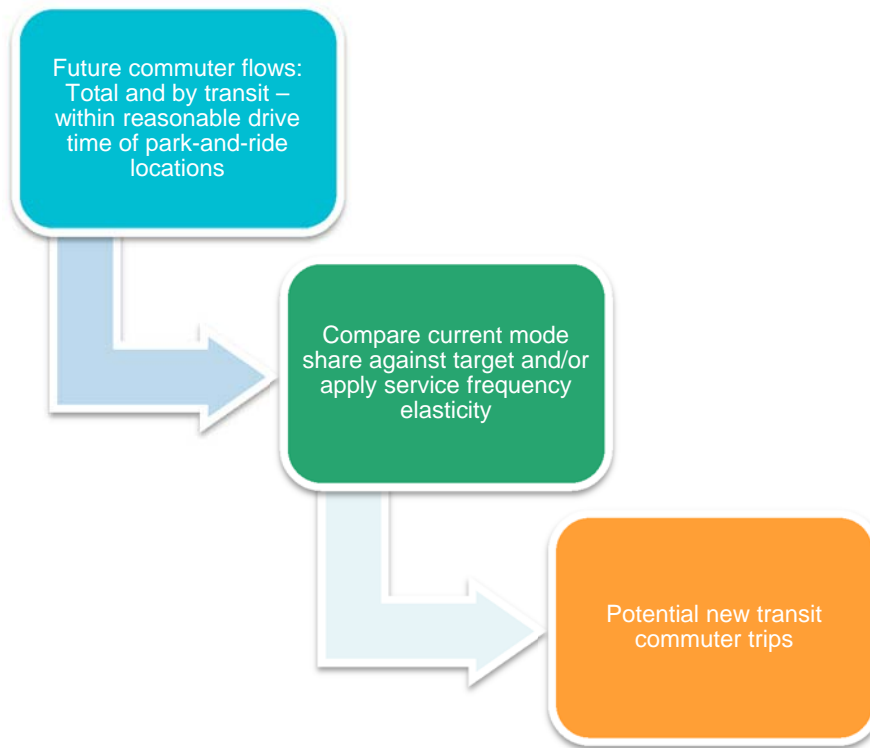 Future commuter flows:
Total and by transit –
within reasonable drive
time of park-and-ride
locations
Compare current mode
share against target and/or
apply service frequency
elasticity
Potential new transit
commuter trips